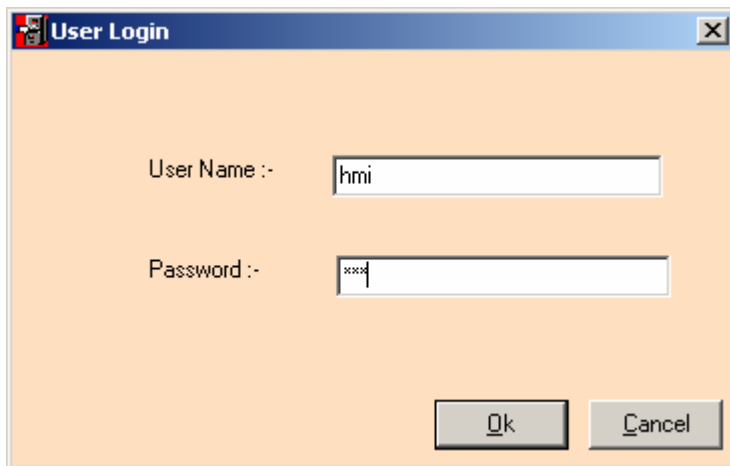 User Login
User Name :- hmi
Password :- ***
Ok Cancel